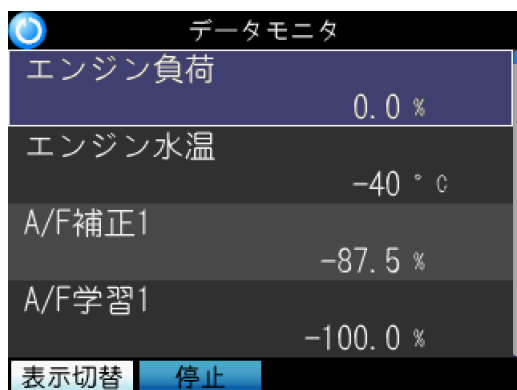 データモニタ
エンジン負荷
0.0 %
エンジン水温
-40 ° C
A/F補正1
-87.5 %
A/F学習1
-100.0 %
表示切替 停止